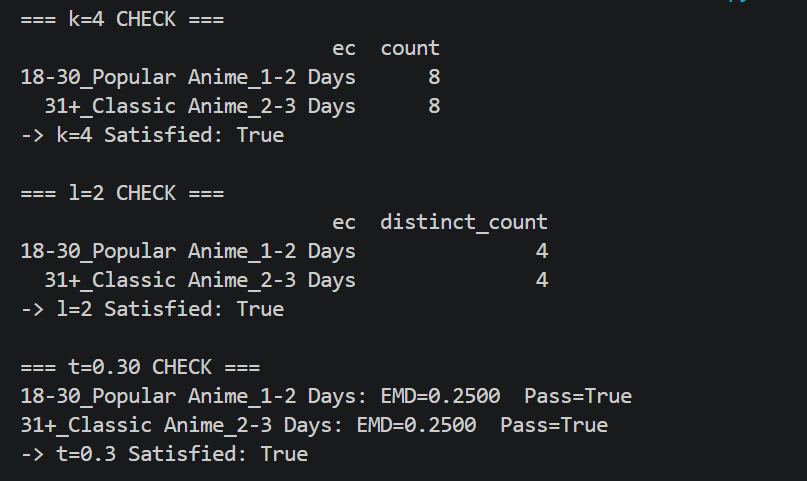 === k=4 CHECK ===
ec count
18-30_Popular Anime_1-2 Days 8
31+_Classic Anime_2-3 Days 8
-> k=4 Satisfied: True
=== l=2 CHECK ===
ec distinct_count
18-30_Popular Anime_1-2 Days 4
31+_Classic Anime_2-3 Days 4
-> l=2 Satisfied: True
=== t=0.30 CHECK ===
18-30_Popular Anime_1-2 Days: EMD=0.2500 Pass=True
31+_Classic Anime_2-3 Days: EMD=0.2500 Pass=True
-> t=0.3 Satisfied: True